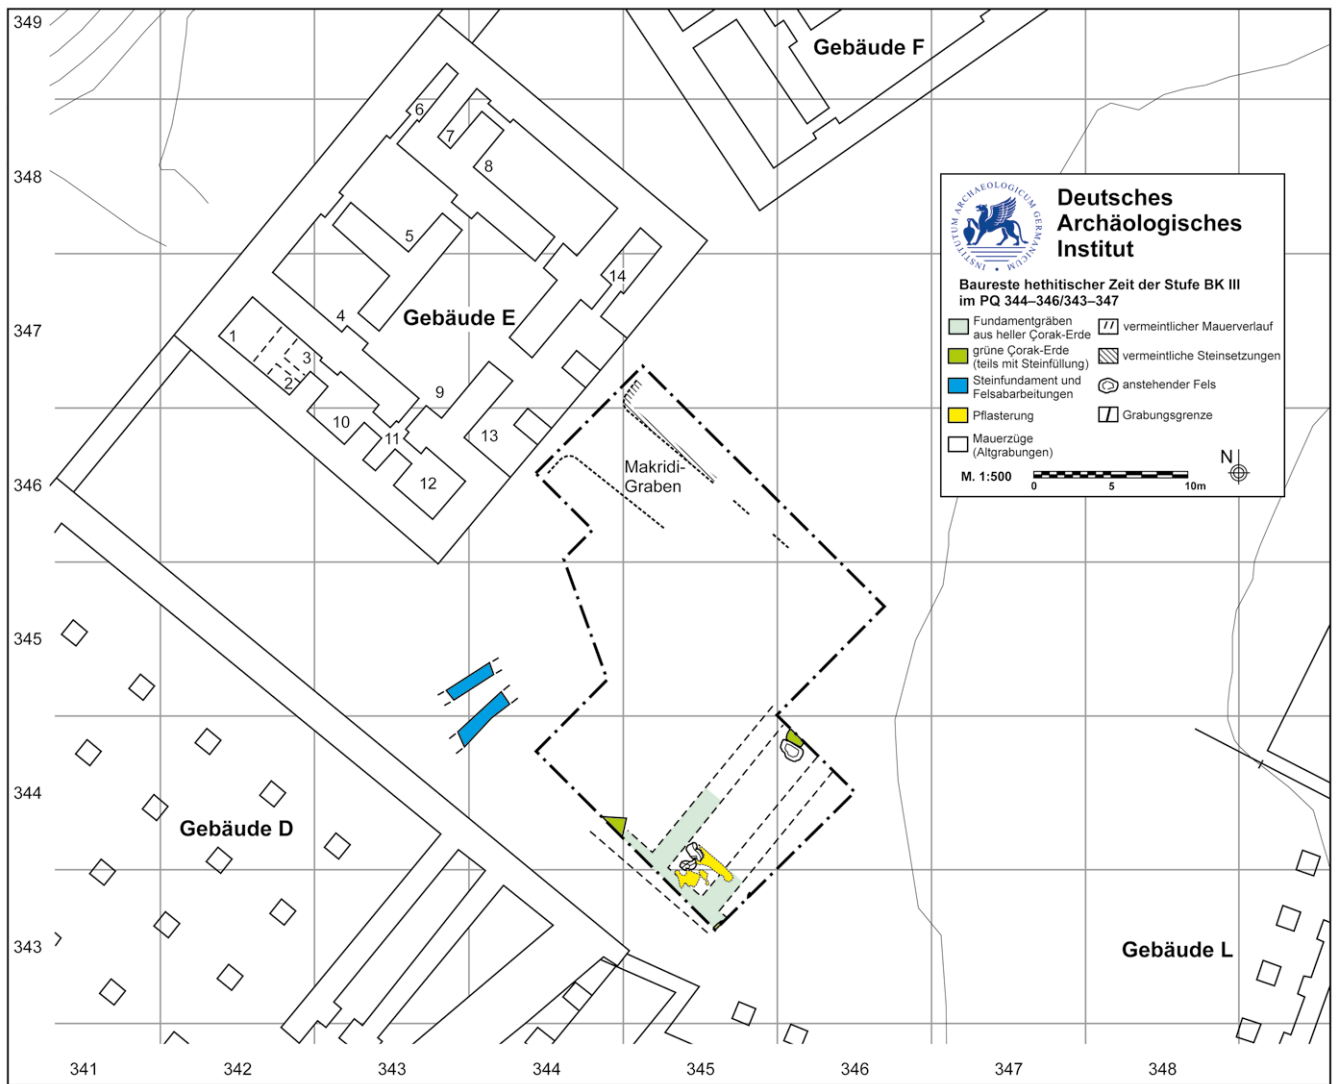 349
348
347
346
345
344
343
341
342
343
344
345
346
347
348
Gebäude F
6
7
8
5
14
4
Gebäude E
1
3
2
9
10
11
13
12
Makridi-
Graben
Gebäude D
Gebäude L
INSTITUTUM ARCHAEOLOGICUM GERMANICUM
Deutsches
Archäologisches
Institut
Baureste hethitischer Zeit der Stufe BK III
im PQ 344–346/343–347
Fundamentgräben
aus heller Çorak-Erde
grüne Çorak-Erde
(teils mit Steinfüllung)
Steinfundament und
Felsabarbeitungen
Pflasterung
Mauerzüge
(Altgrabungen)
vermeintlicher Mauerverlauf
vermeintliche Steinsetzungen
anstehender Fels
Grabungsgrenze
M. 1:500
0
5
10m
N